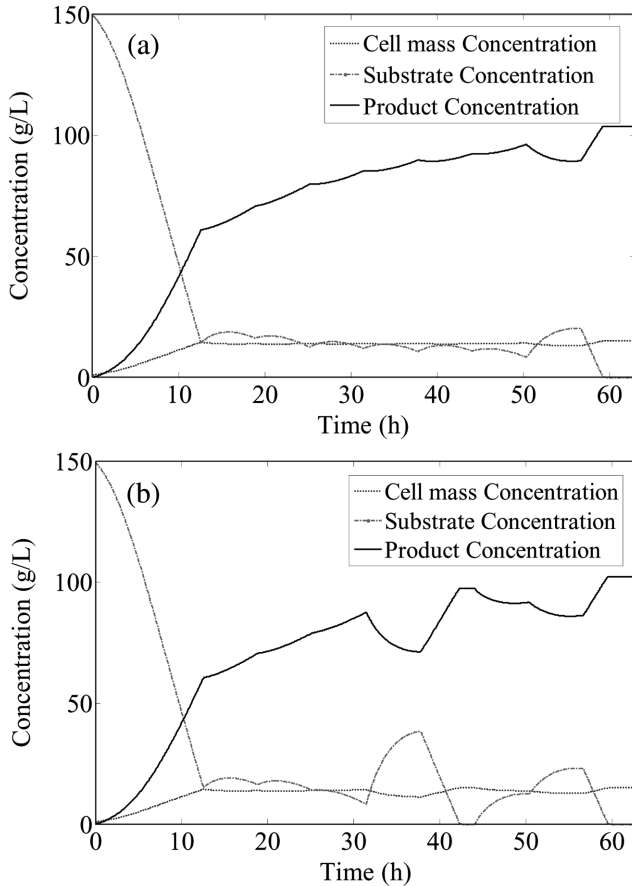 150
(a)
Cell mass Concentration
Substrate Concentration
Product Concentration
100
50
0
Concentration (g/L)
0 10 20 30 40 50 60
Time (h)
150
(b)
Cell mass Concentration
Substrate Concentration
Product Concentration
100
50
0
Concentration (g/L)
0 10 20 30 40 50 60
Time (h)